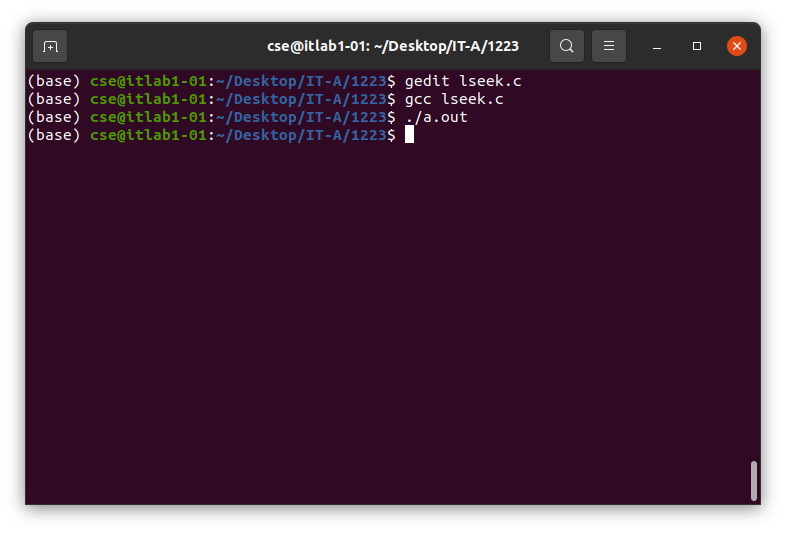 cse@itlab1-01: ~/Desktop/IT-A/1223
(base) cse@itlab1-01:~/Desktop/IT-A/1223$ gedit lseek.c
(base) cse@itlab1-01:~/Desktop/IT-A/1223$ gcc lseek.c
(base) cse@itlab1-01:~/Desktop/IT-A/1223$ ./a.out
(base) cse@itlab1-01:~/Desktop/IT-A/1223$